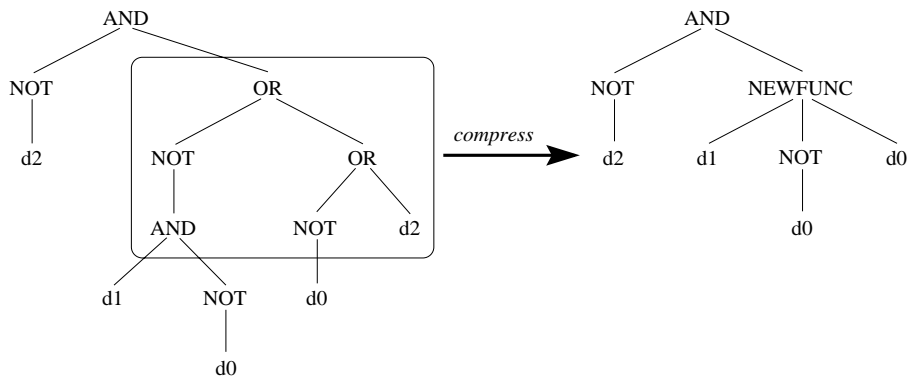 AND AND
NOT OR NOT NEWFUNC
compress
d2 NOT OR d2 d1 NOT d0
AND NOT d2 d0
d1 NOT d0
d0